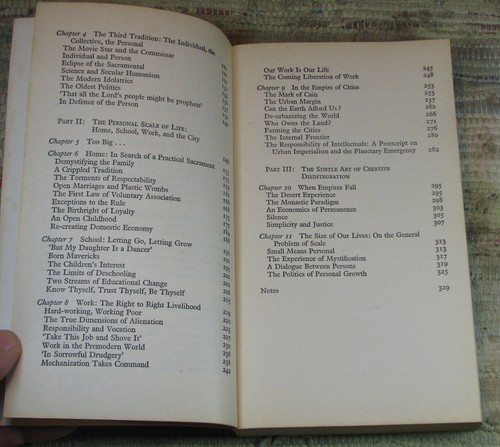 Chapter 4 The Third Tradition: The Individual, the
Collective, the Personal
The Movie Star and the Commissar
Individual and Person
Eclipse of the Sacramental
Science and Secular Humanism
The Modern Idolatries
The Oldest Politics
'That all the Lord's people might be prophets'
In Defence of the Person
PART II: THE PERSONAL SCALE OF LIFE:
Home, School, Work, and the City
Chapter 5 Too Big . . .
Chapter 6 Home: In Search of a Practical Sacrament
Demystifying the Family
A Crippled Tradition
The Torments of Respectability
Open Marriages and Plastic Wombs
The First Law of Voluntary Association
Exceptions to the Rule
The Birthright of Loyalty
An Open Childhood
Re-creating Domestic Economy
Chapter 7 School: Letting Go, Letting Grow
'But My Daughter Is a Dancer'
Born Mavericks
The Children's Interest
The Limits of Deschooling
Two Streams of Educational Change
Know Thyself, Trust Thyself, Be Thyself
Chapter 8 Work: The Right to Right Livelihood
Hard-working, Working Poor
The True Dimensions of Alienation
Responsibility and Vocation
'Take This Job and Shove It'
Work in the Premodern World
'In Sorrowful Drudgery'
Mechanization Takes Command 242
Our Work Is Our Life 245
The Coming Liberation of Work 248
Chapter 9 In the Empire of Cities 253
The Mark of Cain 253
The Urban Margin 257
Can the Earth Afford Us? 262
De-urbanizing the World 266
Who Owns the Land? 271
Farming the Cities 276
The Internal Frontier 280
The Responsibility of Intellectuals: A Postscript on
Urban Imperialism and the Planetary Emergency 282
PART III THE SUBTLE ART OF CREATIVE
DISINTEGRATION
Chapter 10 When Empires Fall 295
The Desert Experience 295
The Monastic Paradigm 298
An Economics of Permanence 303
Silence 305
Simplicity and Justice 307
Chapter 11 The Size of Our Lives: On the General
Problem of Scale 313
Small Means Personal 313
The Experience of Mystification 317
A Dialogue Between Persons 319
The Politics of Personal Growth 325
Notes 329